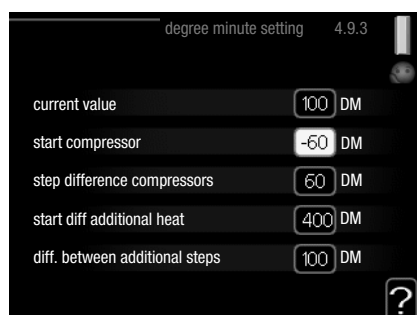 degree minute setting 4.9.3
current value 100 DM
start compressor -60 DM
step difference compressors 60 DM
start diff additional heat 400 DM
diff. between additional steps 100 DM
?